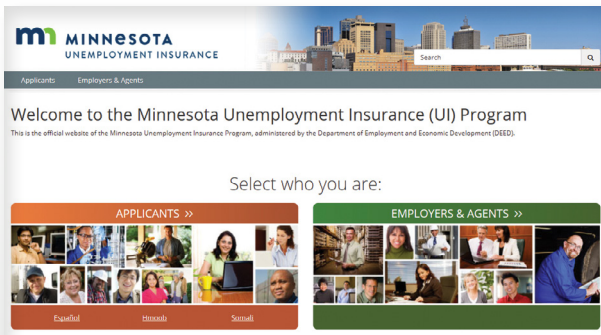 MINNESOTA
UNEMPLOYMENT INSURANCE
Search
Applicants Employers & Agents
Welcome to the Minnesota Unemployment Insurance (UI) Program
This is the official website of the Minnesota Unemployment Insurance Program, administered by the Department of Employment and Economic Development (DEED).
Select who you are:
APPLICANTS »
EMPLOYERS & AGENTS »
Español Hmoob Somali